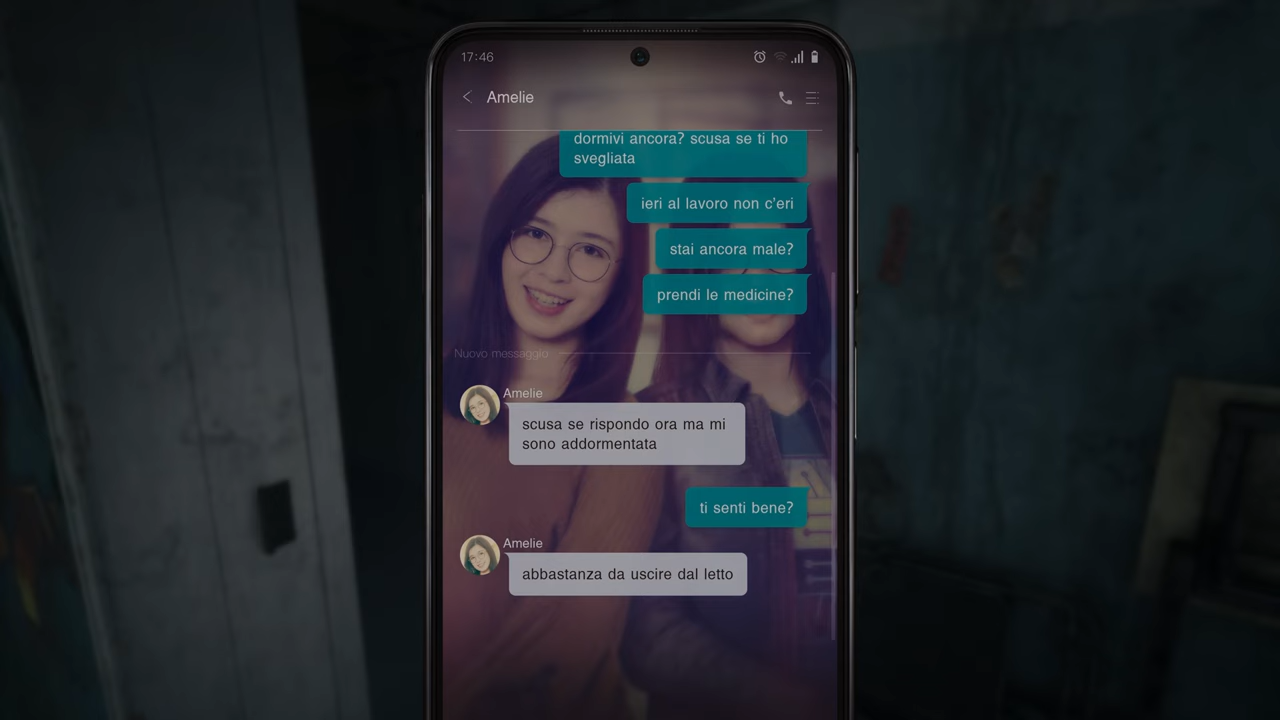 17:46
Amelie
dormivi ancora? scusa se ti ho
svegliata
ieri al lavoro non c'eri
stai ancora male?
prendi le medicine?
Nuovo messaggio
Amelie
scusa se rispondo ora ma mi
sono addormentata
ti senti bene?
Amelie
abbastanza da uscire dal letto